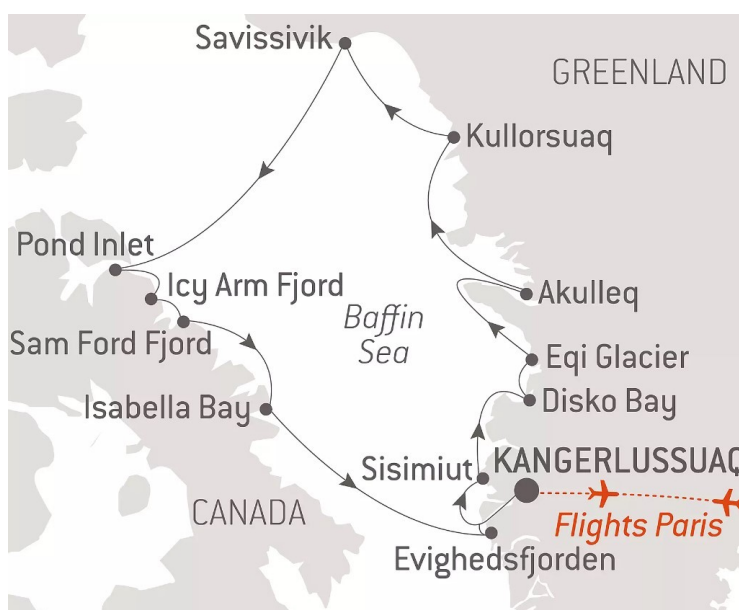 Savissivik
GREENLAND
Kullorsuaq
Pond Inlet
Icy Arm Fjord
Akulleq
Baffin
Sea
Sam Ford Fjord
Eqi Glacier
Disko Bay
Isabella Bay
Sisimiut
KANGERLUSSUAQ
CANADA
Flights Paris
Evighedsfjorden